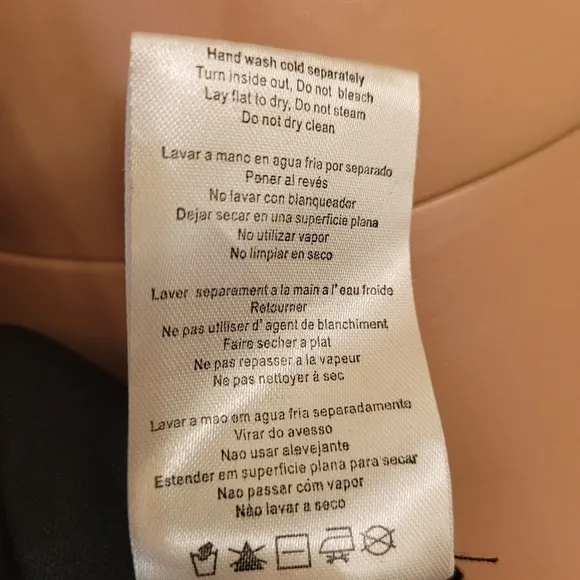 Hand wash cold separately
Turn inside out, Do not bleach
Lay flat to dry, Do not steam
Do not dry clean
Lavar a mano en agua fria por separado
Poner al revés
No lavar con blanqueador
Dejar secar en una superficie plana
No utilizar vapor
No limpiar en seco
Laver separement a la main a l' eau froide
Retourner
Ne pas utiliser d' agent de blanchiment
Faire secher a plat
Ne pas repasser a la vapeur
Ne pas nettoyer à sec
Lavar a mao em agua fria separadamente
Virar do avesso
Nao usar alevejante
Estender em superficie plana para secar
Nao passar com vapor
Não lavar a seco